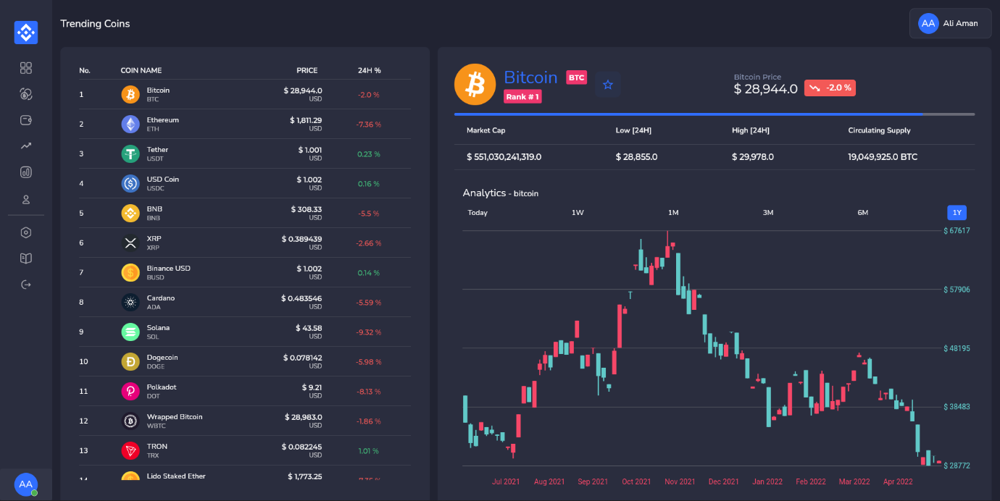 Trending Coins
AA Ali Aman
No. COIN NAME PRICE 24H %
1 Bitcoin $ 28,944.0 -2.0 %
BTC USD
2 Ethereum $ 1,811.29 -7.36 %
ETH USD
3 Tether $ 1.001 0.23 %
USDT USD
4 USD Coin $ 1.002 0.16 %
USDC USD
5 BNB $ 308.33 -5.5 %
BNB USD
6 XRP $ 0.389439 -2.66 %
XRP USD
7 Binance USD $ 1.002 0.14 %
BUSD USD
8 Cardano $ 0.483546 -5.59 %
ADA USD
9 Solana $ 43.58 -9.32 %
SOL USD
10 Dogecoin $ 0.078142 -5.98 %
DOGE USD
11 Polkadot $ 9.21 -8.13 %
DOT USD
12 Wrapped Bitcoin $ 28,983.0 -1.86 %
WBTC USD
13 TRON $ 0.082245 1.01 %
TRX USD
Lido Staked Ether $ 1,773.25
AA
Bitcoin BTC
Rank # 1
Bitcoin Price
$ 28,944.0 -2.0 %
Market Cap Low [24H] High [24H] Circulating Supply
$ 551,030,241,319.0 $ 28,855.0 $ 29,978.0 19,049,925.0 BTC
Analytics - bitcoin
Today 1W 1M 3M 6M 1Y
$ 67617
$ 57906
$ 48195
$ 38483
$ 28772
Jul 2021 Aug 2021 Sep 2021 Oct 2021 Nov 2021 Dec 2021 Jan 2022 Feb 2022 Mar 2022 Apr 2022